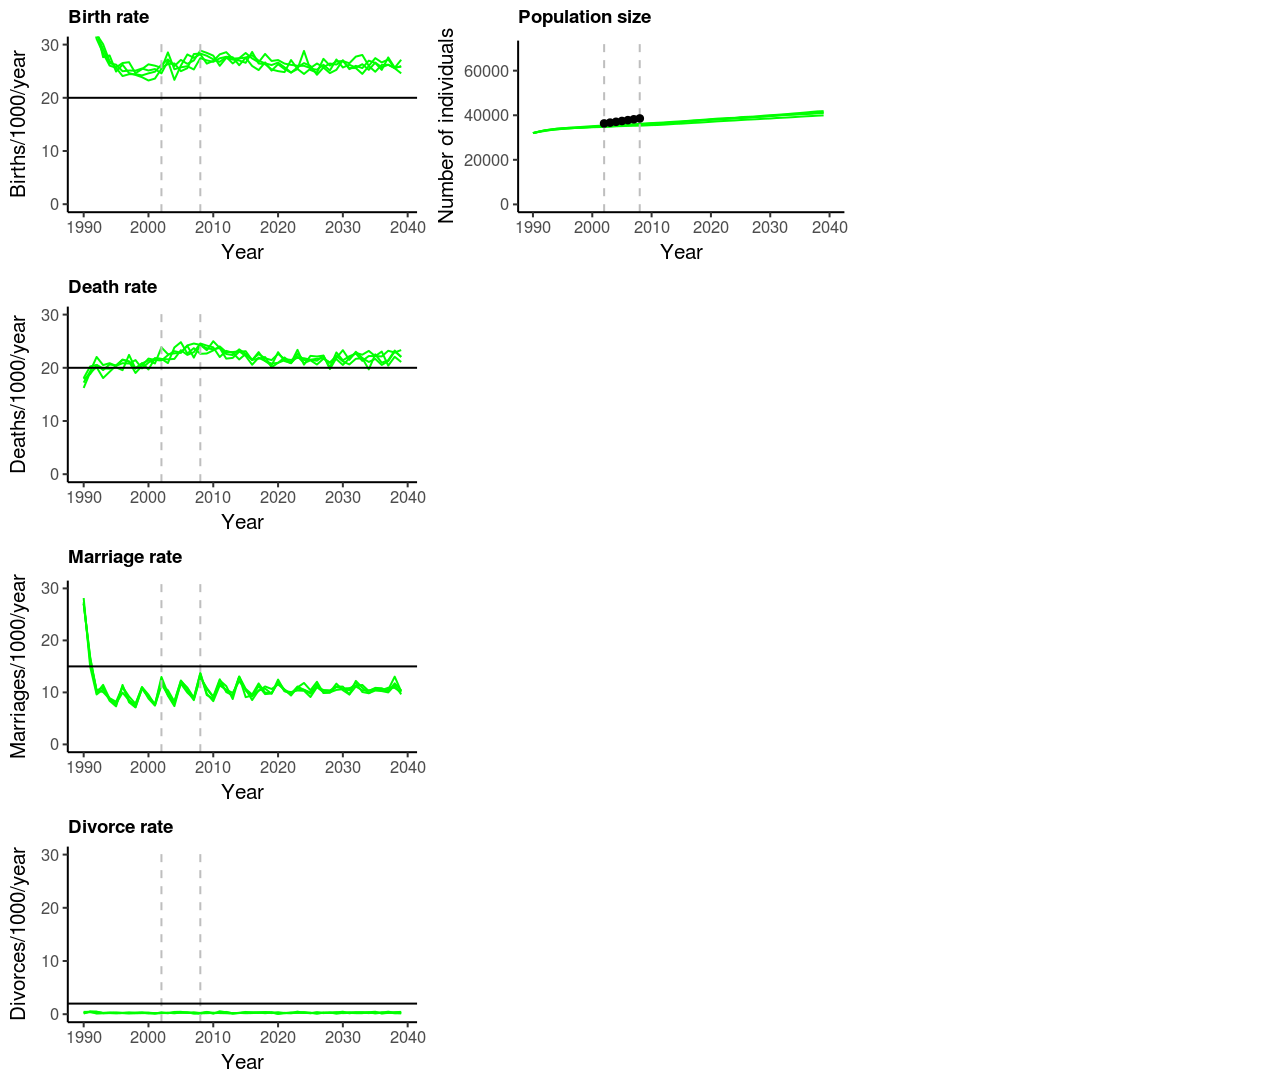 Birth rate
Births/1000/year
30
20
10
0
1990 2000 2010 2020 2030 2040
Year
Population size
Number of individuals
60000
40000
20000
0
1990 2000 2010 2020 2030 2040
Year
Death rate
Deaths/1000/year
30
20
10
0
1990 2000 2010 2020 2030 2040
Year
Marriage rate
Marriages/1000/year
30
20
10
0
1990 2000 2010 2020 2030 2040
Year
Divorce rate
Divorces/1000/year
30
20
10
0
1990 2000 2010 2020 2030 2040
Year